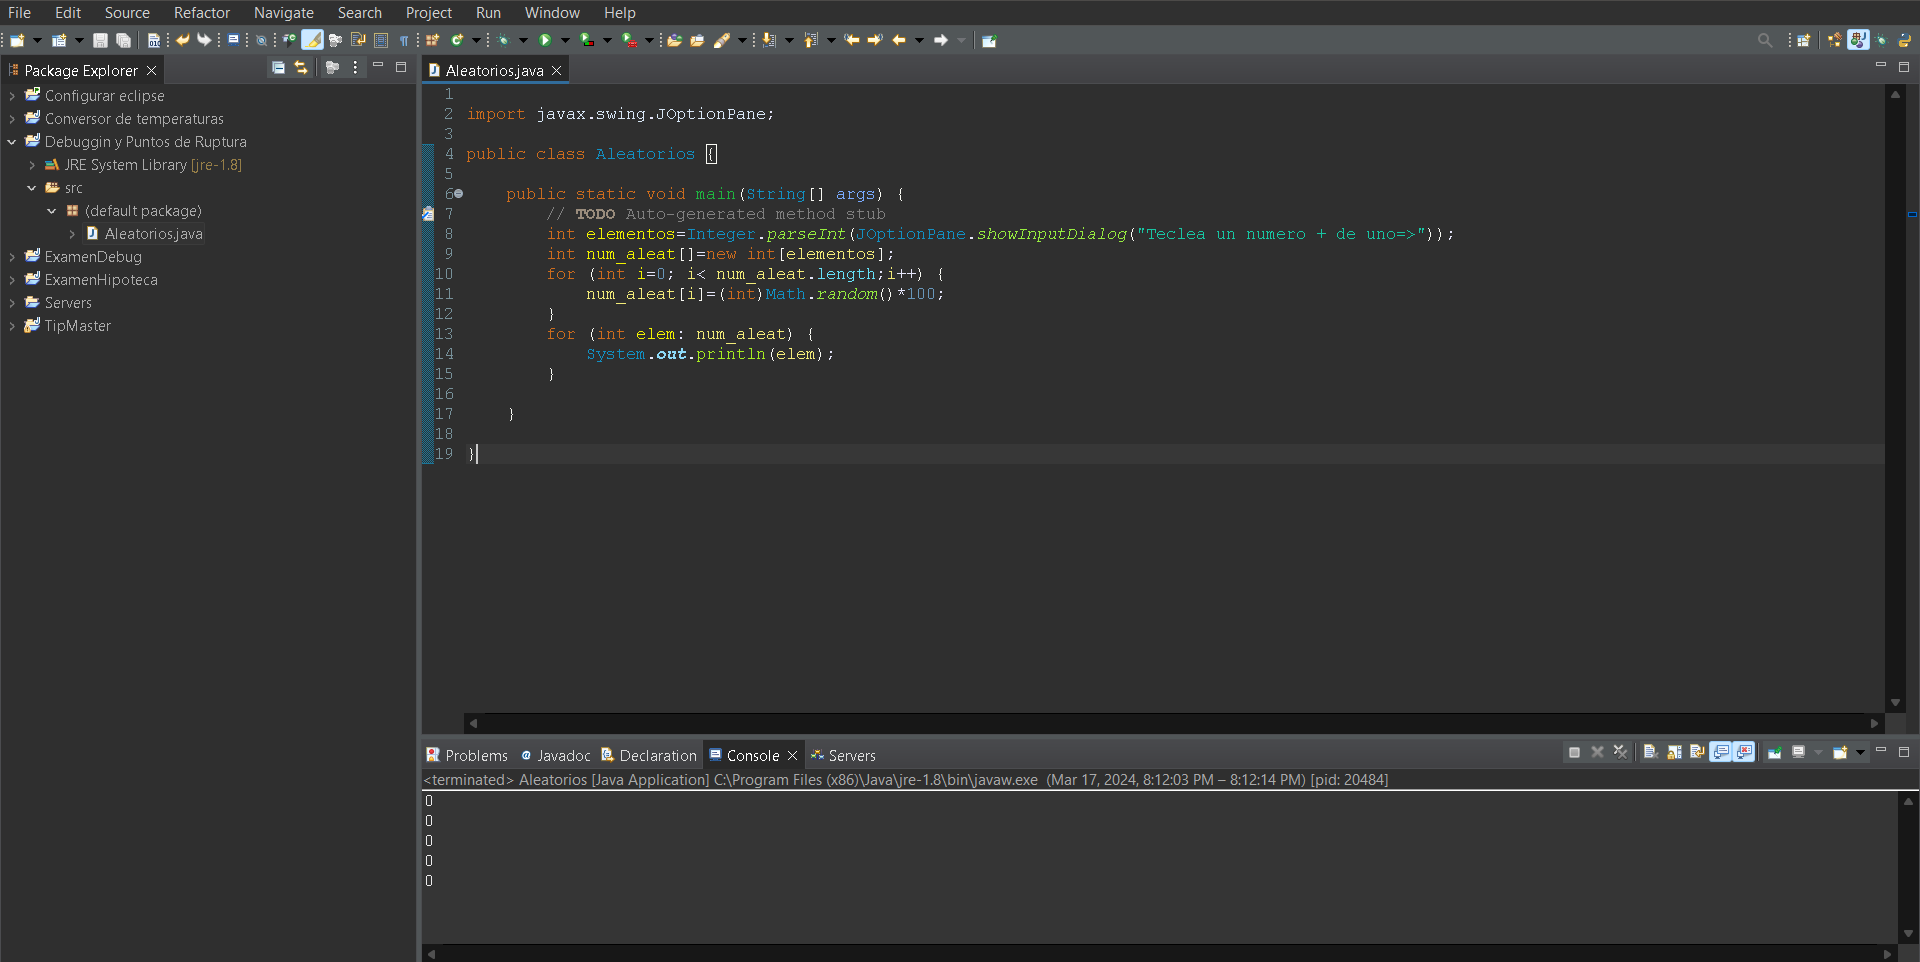 File Edit Source Refactor Navigate Search Project Run Window Help
Package Explorer
Configurar eclipse
Conversor de temperaturas
Debuggin y Puntos de Ruptura
JRE System Library [jre-1.8]
src
(default package)
Aleatorios.java
ExamenDebug
ExamenHipoteca
Servers
TipMaster
Aleatorios.java
1
2 import javax.swing.JOptionPane;
3
4 public class Aleatorios {
5
6 public static void main(String[] args) {
7 // TODO Auto-generated method stub
8 int elementos=Integer.parseInt(JOptionPane.showInputDialog("Teclea un numero + de uno=>"));
9 int num_aleat[]=new int[elementos];
10 for (int i=0; i< num_aleat.length;i++) {
11 num_aleat[i]=(int)Math.random()*100;
12 }
13 for (int elem: num_aleat) {
14 System.out.println(elem);
15 }
16
17 }
18
19 }
Problems Javadoc Declaration Console Servers
<terminated> Aleatorios [Java Application] C:\Program Files (x86)\Java\jre-1.8\bin\javaw.exe (Mar 17, 2024, 8:12:03 PM – 8:12:14 PM) [pid: 20484]
0
0
0
0
0